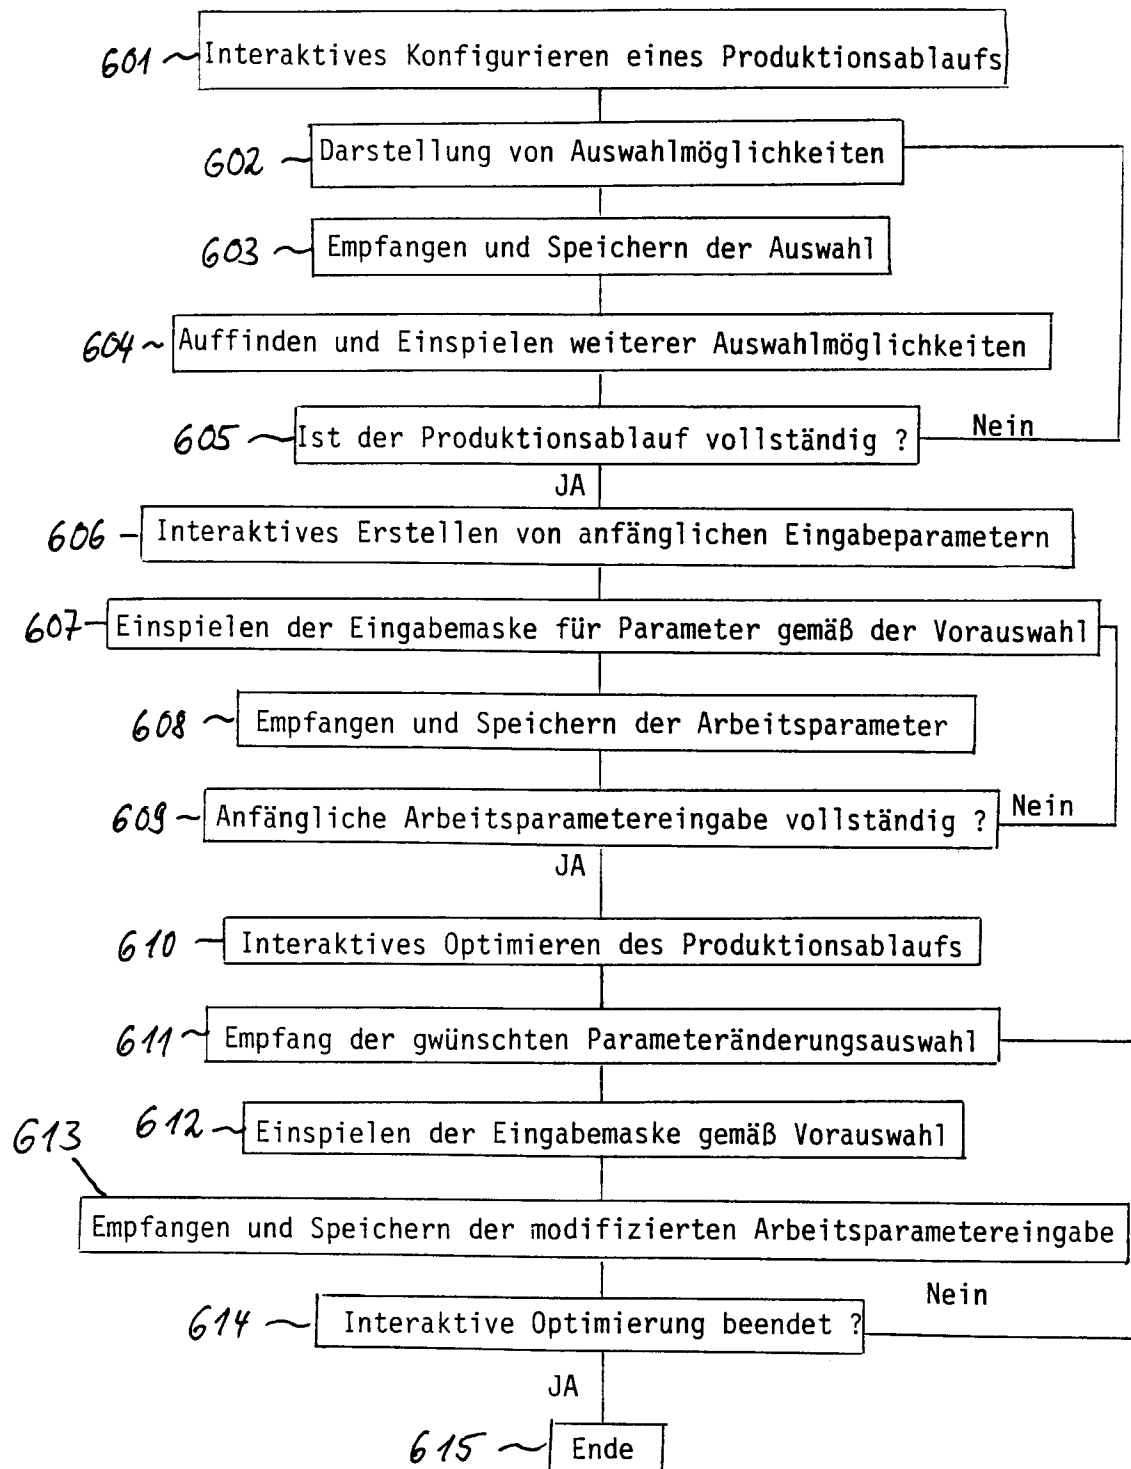 601 Interaktives Konfigurieren eines Produktionsablaufs
602 Darstellung von Auswahlmöglichkeiten
603 Empfangen und Speichern der Auswahl
604 Auffinden und Einspielen weiterer Auswahlmöglichkeiten
605 Ist der Produktionsablauf vollständig ? Nein
JA
606 Interaktives Erstellen von anfänglichen Eingabeparametern
607 Einspielen der Eingabemaske für Parameter gemäß der Vorauswahl
608 Empfangen und Speichern der Arbeitsparameter
609 Anfängliche Arbeitsparametereingabe vollständig ? Nein
JA
610 Interaktives Optimieren des Produktionsablaufs
611 Empfang der gwünschten Parameteränderungsauswahl
612 Einspielen der Eingabemaske gemäß Vorauswahl
613
Empfangen und Speichern der modifizierten Arbeitsparametereingabe
Nein
614 Interaktive Optimierung beendet ?
JA
615 Ende